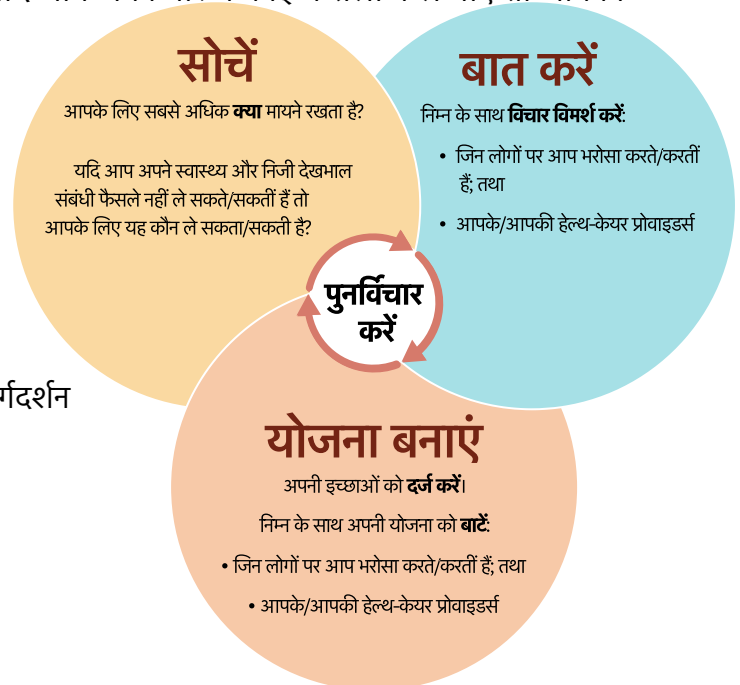 सोचें
आपके लिए सबसे अधिक क्या मायने रखता है?
यदि आप अपने स्वास्थ्य और निजी देखभाल
संबंधी फैसले नहीं ले सकते/सकतीं हैं तो
आपके लिए यह कौन ले सकता/सकती है?
बात करें
निम्न के साथ विचार विमर्श करें:
• जिन लोगों पर आप भरोसा करते/करतीं
हैं; तथा
• आपके/आपकी हेल्थ-केयर प्रोवाइडर्स
पुनर्विचार
करें
र्गदर्शन
योजना बनाएं
अपनी इच्छाओं को दर्ज करें।
निम्न के साथ अपनी योजना को बाटें:
• जिन लोगों पर आप भरोसा करते/करतीं हैं; तथा
• आपके/आपकी हेल्थ-केयर प्रोवाइडर्स